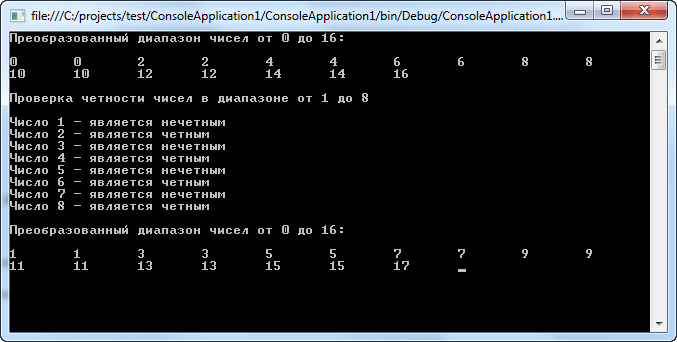 file:///C:/projects/test/ConsoleApplication1/ConsoleApplication1/bin/Debug/ConsoleApplication1....
Преобразованный диапазон чисел от 0 до 16:
0 0 2 2 4 4 6 6 8 8
10 10 12 12 14 14 16
Проверка четности чисел в диапазоне от 1 до 8
Число 1 - является нечетным
Число 2 - является четным
Число 3 - является нечетным
Число 4 - является четным
Число 5 - является нечетным
Число 6 - является четным
Число 7 - является нечетным
Число 8 - является четным
Преобразованный диапазон чисел от 0 до 16:
1 1 3 3 5 5 7 7 9 9
11 11 13 13 15 15 17